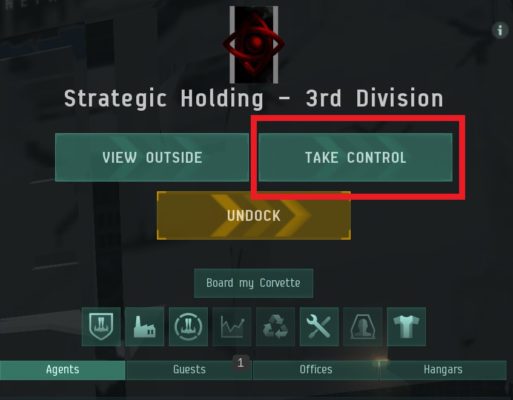 Strategic Holding - 3rd Division
VIEW OUTSIDE
TAKE CONTROL
UNDOCK
Board my Corvette
Agents
Guests
1
Offices
Hangars